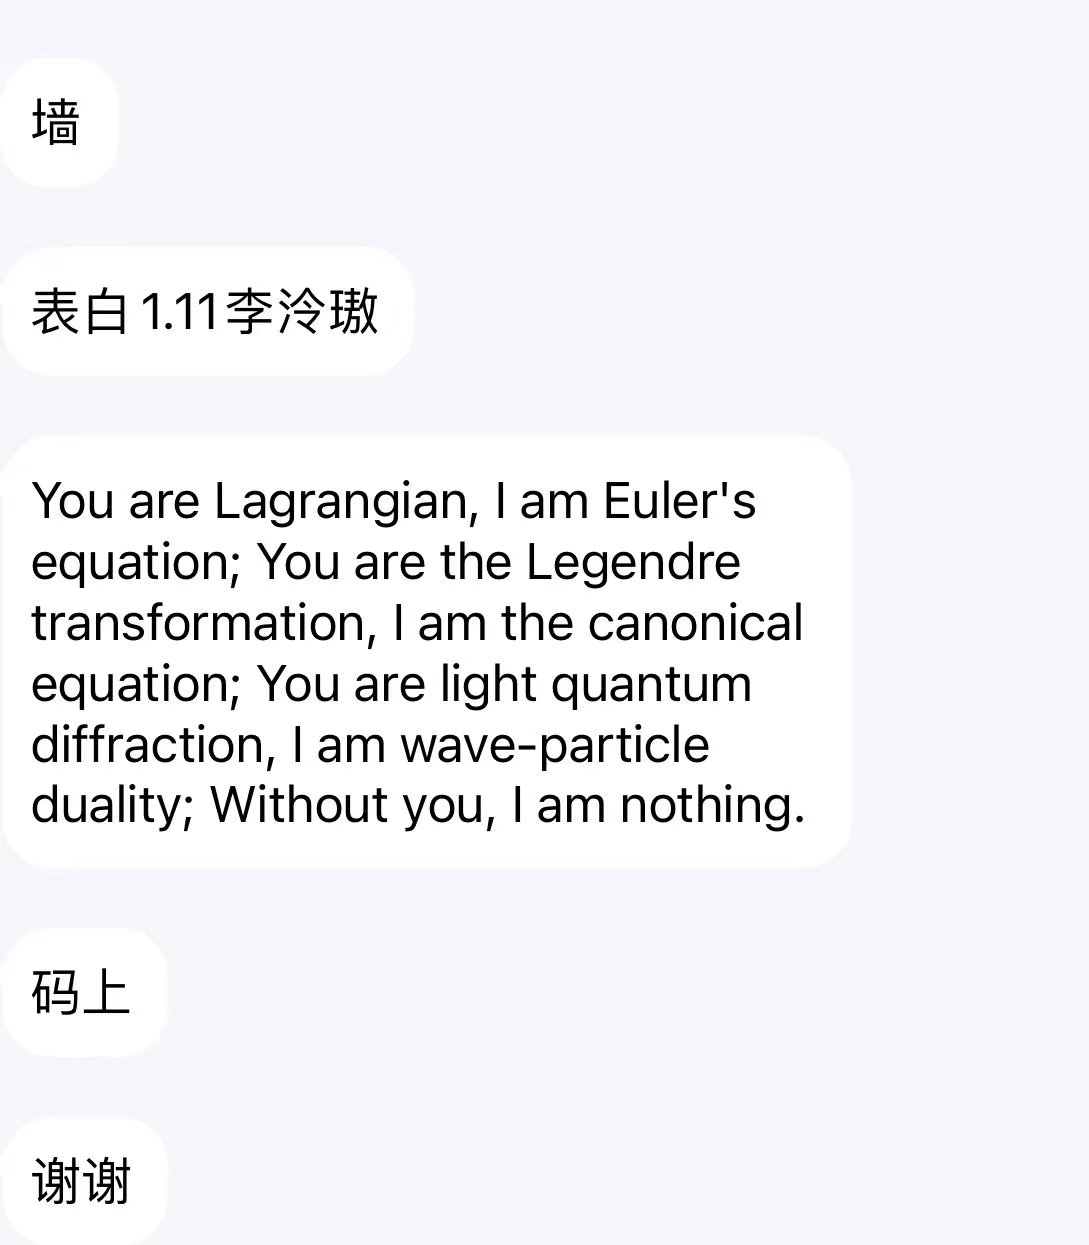 墙
表白1.11李泠璈
You are Lagrangian, I am Euler's
equation; You are the Legendre
transformation, I am the canonical
equation; You are light quantum
diffraction, I am wave-particle
duality; Without you, I am nothing.
码上
谢谢